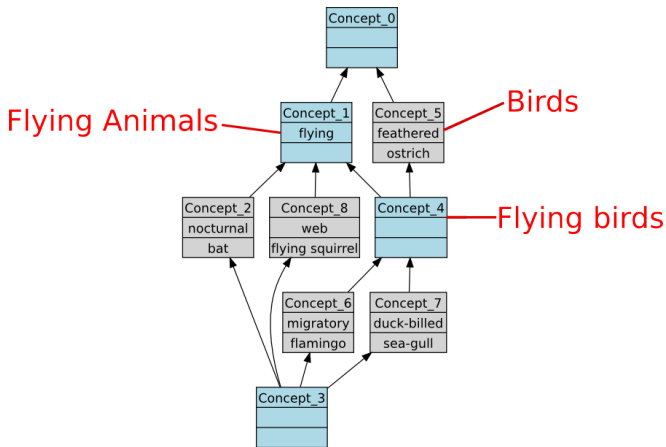 Concept_0
Flying Animals
Concept_1
flying
Concept_5
feathered
ostrich
Birds
Concept_2
nocturnal
bat
Concept_8
web
flying squirrel
Concept_4
Flying birds
Concept_6
migratory
flamingo
Concept_7
duck-billed
sea-gull
Concept_3